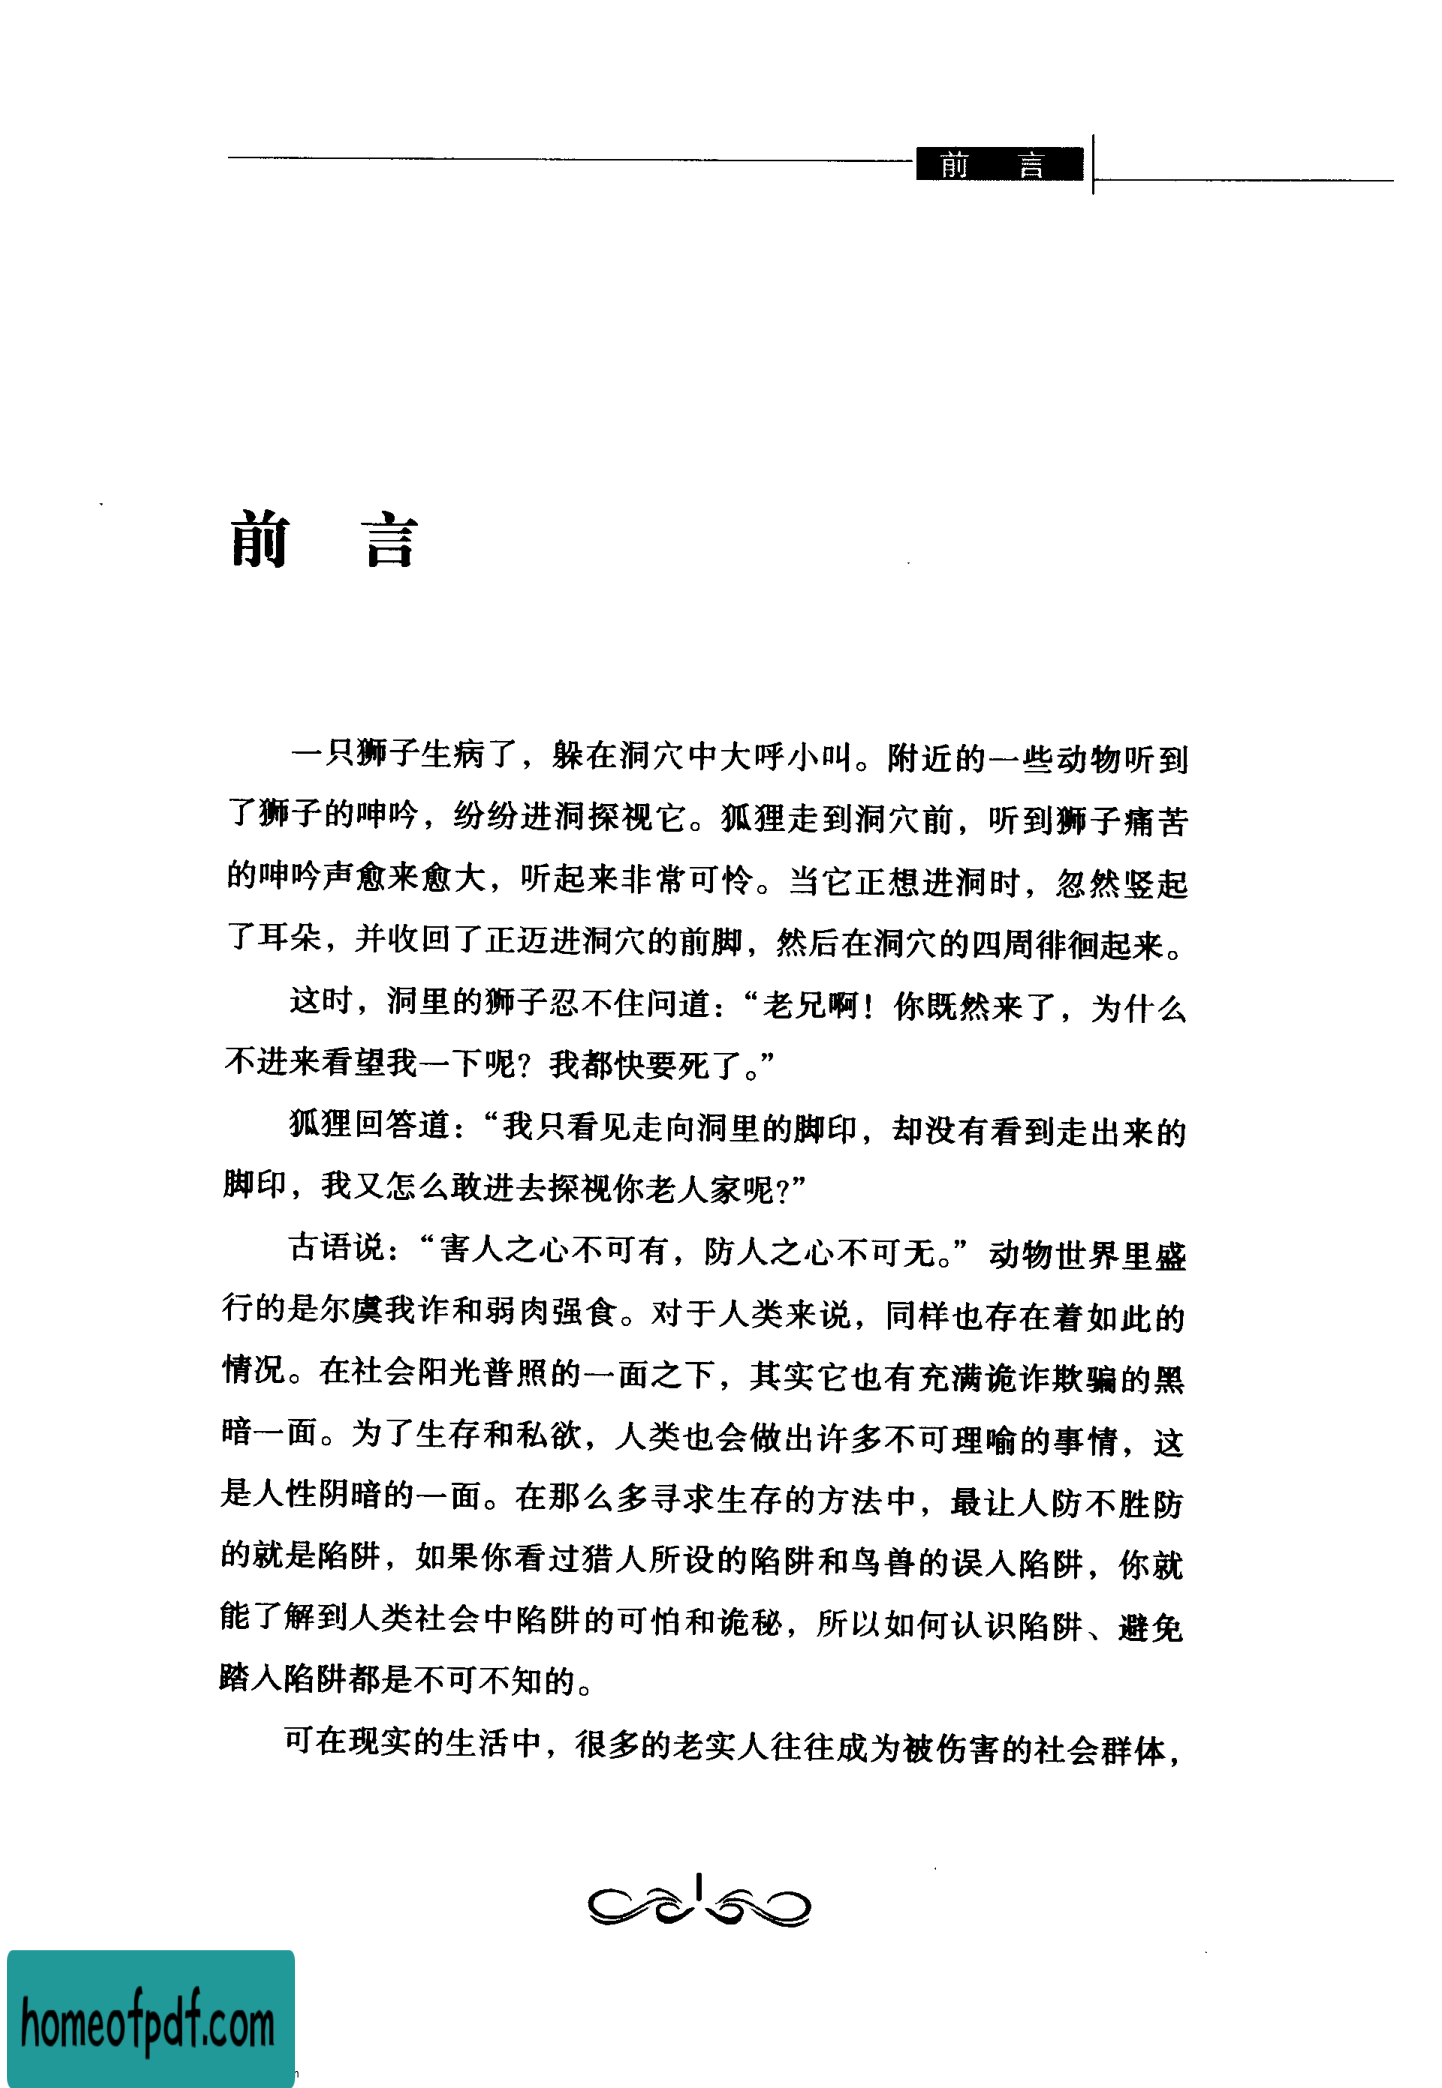 前 言
前 言
一只狮子生病了，躲在洞穴中大呼小叫。附近的一些动物听到
了狮子的呻吟，纷纷进洞探视它。狐狸走到洞穴前，听到狮子痛苦
的呻吟声愈来愈大，听起来非常可怜。当它正想进洞时，忽然竖起
了耳朵，并收回了正迈进洞穴的前脚，然后在洞穴的四周徘徊起来。
这时，洞里的狮子忍不住问道：“老兄啊！你既然来了，为什么
不进来看望我一下呢？我都快要死了。”
狐狸回答道：“我只看见走向洞里的脚印，却没有看到走出来的
脚印，我又怎么敢进去探视你老人家呢?”
古语说：“害人之心不可有，防人之心不可无。”动物世界里盛
行的是尔虞我诈和弱肉强食。对于人类来说，同样也存在着如此的
情况。在社会阳光普照的一面之下，其实它也有充满诡诈欺骗的黑
暗一面。为了生存和私欲，人类也会做出许多不可理喻的事情，这
是人性阴暗的一面。在那么多寻求生存的方法中，最让人防不胜防
的就是陷阱，如果你看过猎人所设的陷阱和鸟兽的误入陷阱，你就
能了解到人类社会中陷阱的可怕和诡秘，所以如何认识陷阱、避免
踏入陷阱都是不可不知的。
可在现实的生活中，很多的老实人往往成为被伤害的社会群体，
1
homeofpdf.com